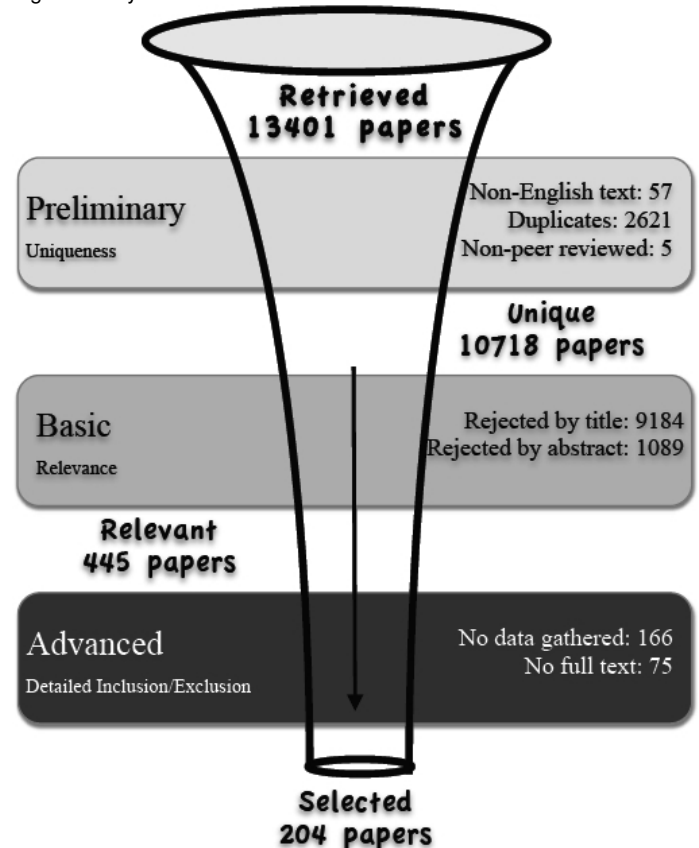 Retrieved
13401 papers
Preliminary
Uniqueness
Non-English text: 57
Duplicates: 2621
Non-peer reviewed: 5
Unique
10718 papers
Basic
Relevance
Rejected by title: 9184
Rejected by abstract: 1089
Relevant
445 papers
Advanced
Detailed Inclusion/Exclusion
No data gathered: 166
No full text: 75
Selected
204 papers